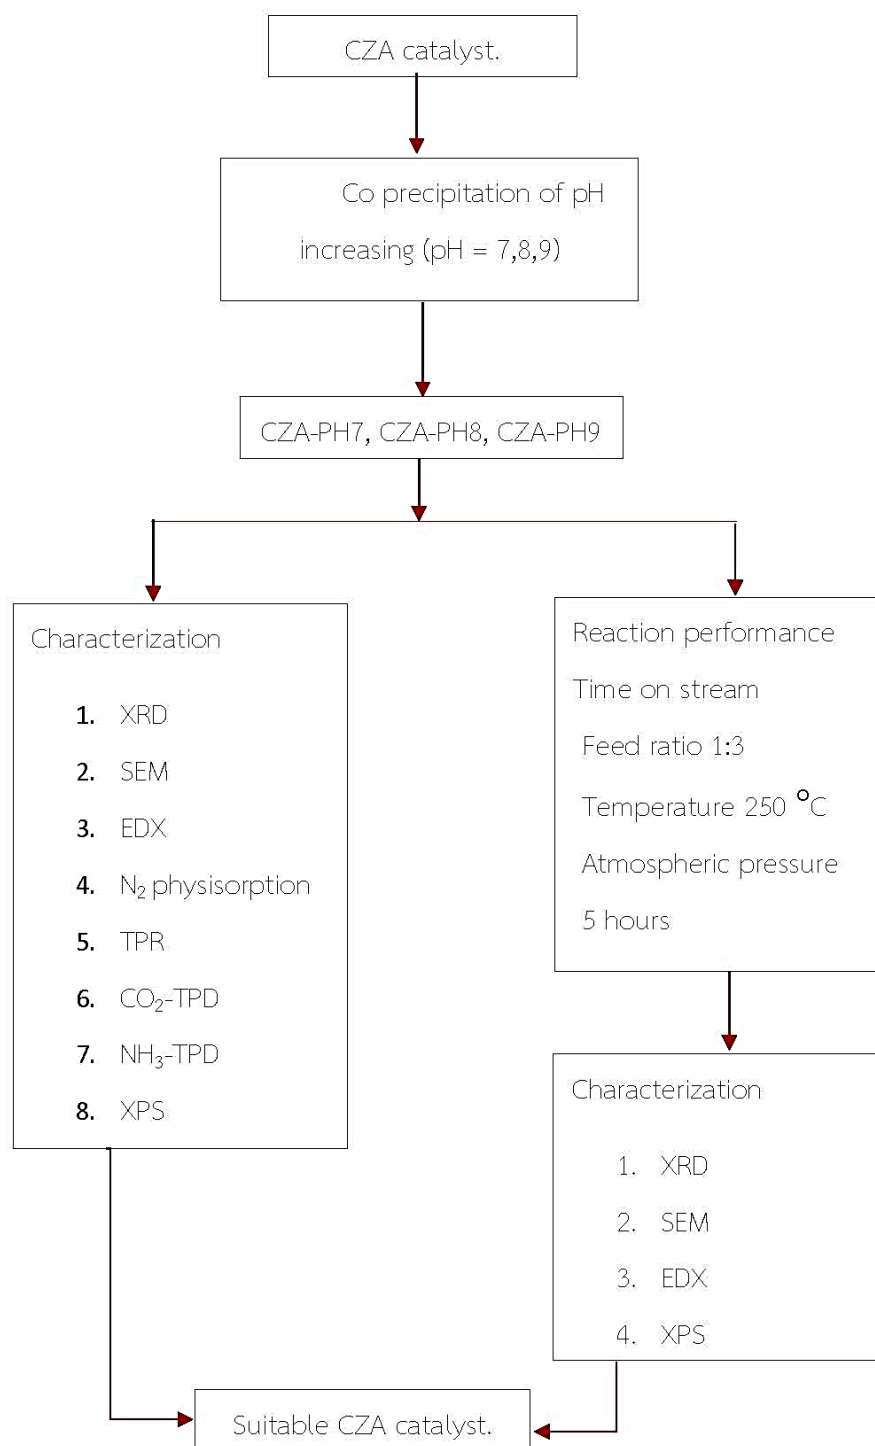 CZA catalyst.
Co precipitation of pH
increasing (pH = 7,8,9)
CZA-PH7, CZA-PH8, CZA-PH9
Characterization
1. XRD
2. SEM
3. EDX
4. N₂ physisorption
5. TPR
6. CO₂-TPD
7. NH₃-TPD
8. XPS
Reaction performance
Time on stream
Feed ratio 1:3
Temperature 250 °C
Atmospheric pressure
5 hours
Characterization
1. XRD
2. SEM
3. EDX
4. XPS
Suitable CZA catalyst.